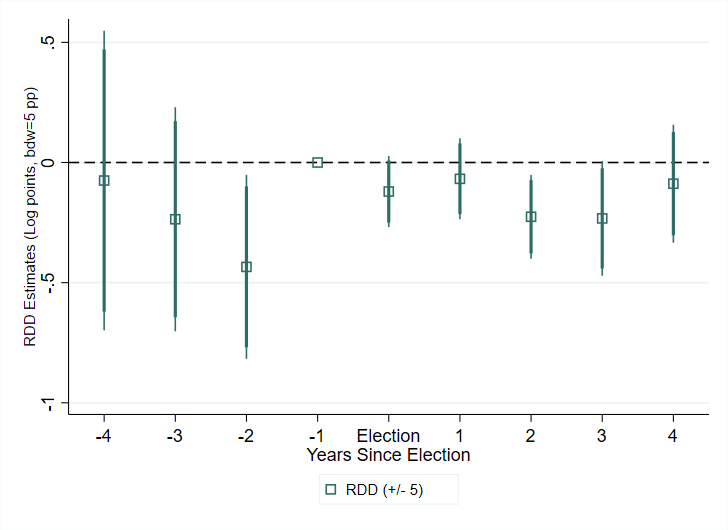 RDD Estimates (Log points, bdw=5 pp)
.5
0
-.5
-1
-4 -3 -2 -1 Election 1 2 3 4
Years Since Election
RDD (+/- 5)